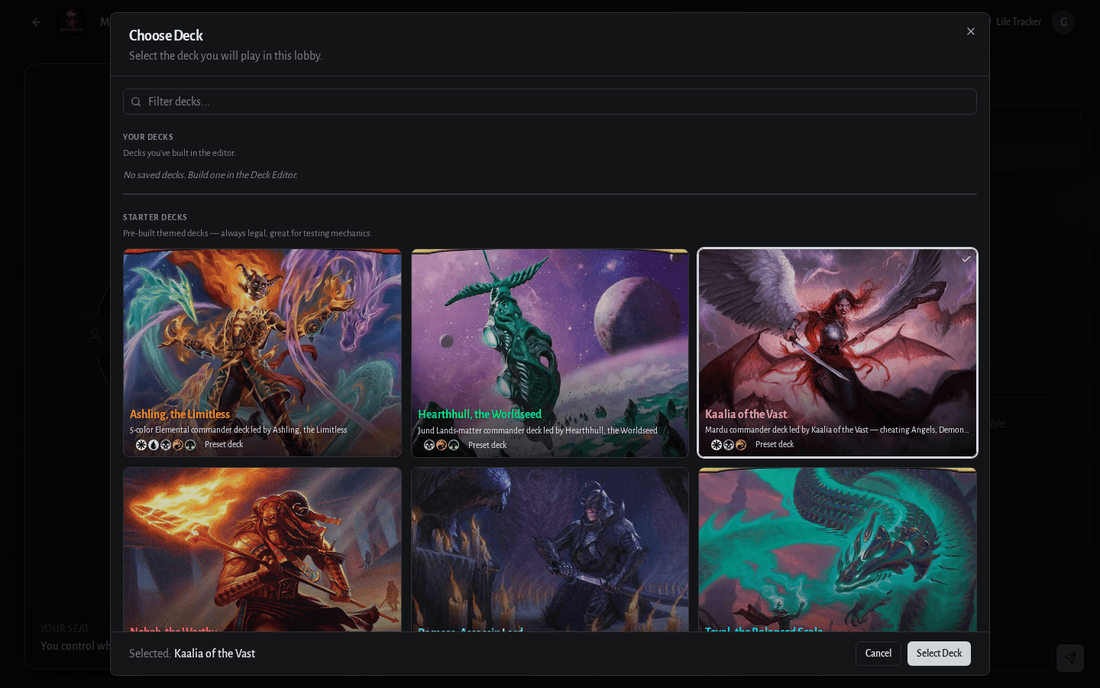 Choose Deck
Select the deck you will play in this lobby.
Life Tracker
G
Filter decks...
YOUR DECKS
Decks you've built in the editor.
No saved decks. Build one in the Deck Editor.
STARTER DECKS
Pre-built themed decks — always legal, great for testing mechanics.
Ashling, the Limitless
5-color Elemental commander deck led by Ashling, the Limitless
Preset deck
Hearthhull, the Worldseed
Jund Lands-matter commander deck led by Hearthhull, the Worldseed
Preset deck
Kaalia of the Vast
Mardu commander deck led by Kaalia of the Vast — cheating Angels, Demon...
Preset deck
YOUR SEAT
You control
Selected: Kaalia of the Vast
Cancel
Select Deck